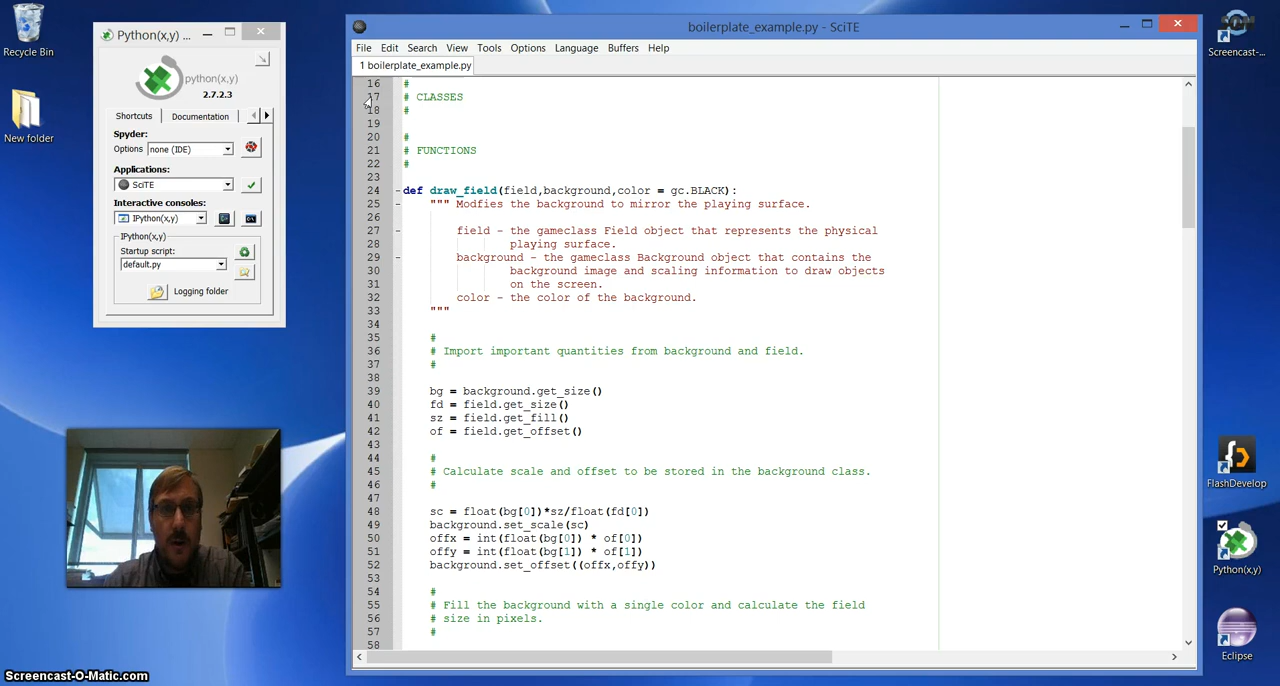 Recycle Bin
New folder
Python(x,y) ...
python(x,y)
2.7.2.3
Shortcuts
Documentation
Spyder:
Options
none (IDE)
Applications:
SciTE
Interactive consoles:
IPython(x,y)
IPython(x,y)
Startup script:
default.py
Logging folder
boilerplate_example.py - SciTE
File Edit Search View Tools Options Language Buffers Help
1 boilerplate_example.py
16 #
17 # CLASSES
18 #
19
20 #
21 # FUNCTIONS
22 #
23
24 def draw_field(field,background,color = gc.BLACK):
25 """ Modfies the background to mirror the playing surface.
26
27 field - the gameclass Field object that represents the physical
28 playing surface.
29 background - the gameclass Background object that contains the
30 background image and scaling information to draw objects
31 on the screen.
32 color - the color of the background.
33 """
34
35 #
36 # Import important quantities from background and field.
37 #
38
39 bg = background.get_size()
40 fd = field.get_size()
41 sz = field.get_fill()
42 of = field.get_offset()
43
44 #
45 # Calculate scale and offset to be stored in the background class.
46 #
47
48 sc = float(bg[0])*sz/float(fd[0])
49 background.set_scale(sc)
50 offx = int(float(bg[0]) * of[0])
51 offy = int(float(bg[1]) * of[1])
52 background.set_offset((offx,offy))
53
54 #
55 # Fill the background with a single color and calculate the field
56 # size in pixels.
57 #
58
Screencast-...
FlashDevelop
Python(x,y)
Eclipse
Screencast-O-Matic.com